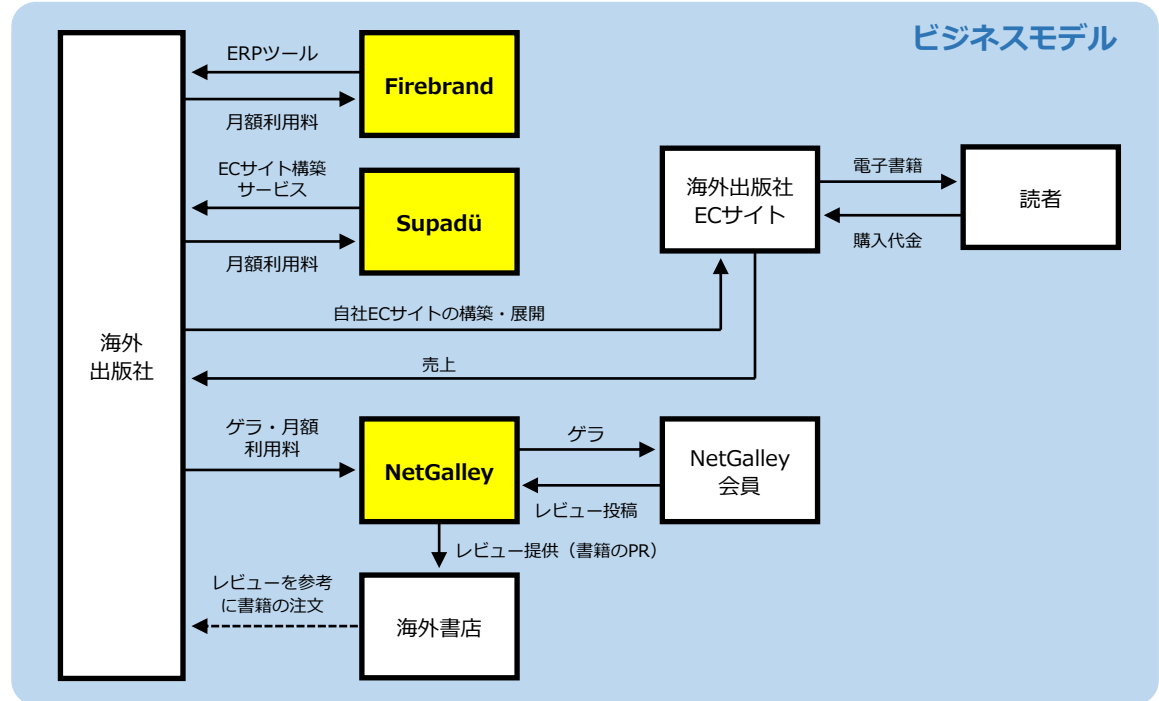 ビジネスモデル
ERPツール
Firebrand
月額利用料
ECサイト構築
サービス
Supadü
月額利用料
海外出版社
ECサイト
電子書籍
読者
購入代金
自社ECサイトの構築・展開
海外
出版社
売上
ゲラ・月額
利用料
NetGalley
ゲラ
NetGalley
会員
レビュー投稿
レビュー提供（書籍のPR）
レビューを参考
に書籍の注文
海外書店